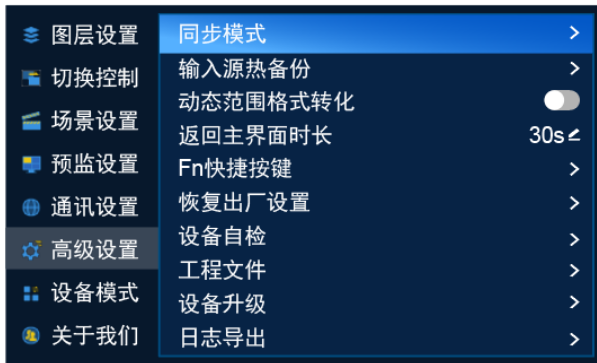 图层设置
切换控制
场景设置
预监设置
通讯设置
高级设置
设备模式
关于我们
同步模式
输入源热备份
动态范围格式转化
返回主界面时长 30s
Fn快捷按键
恢复出厂设置
设备自检
工程文件
设备升级
日志导出